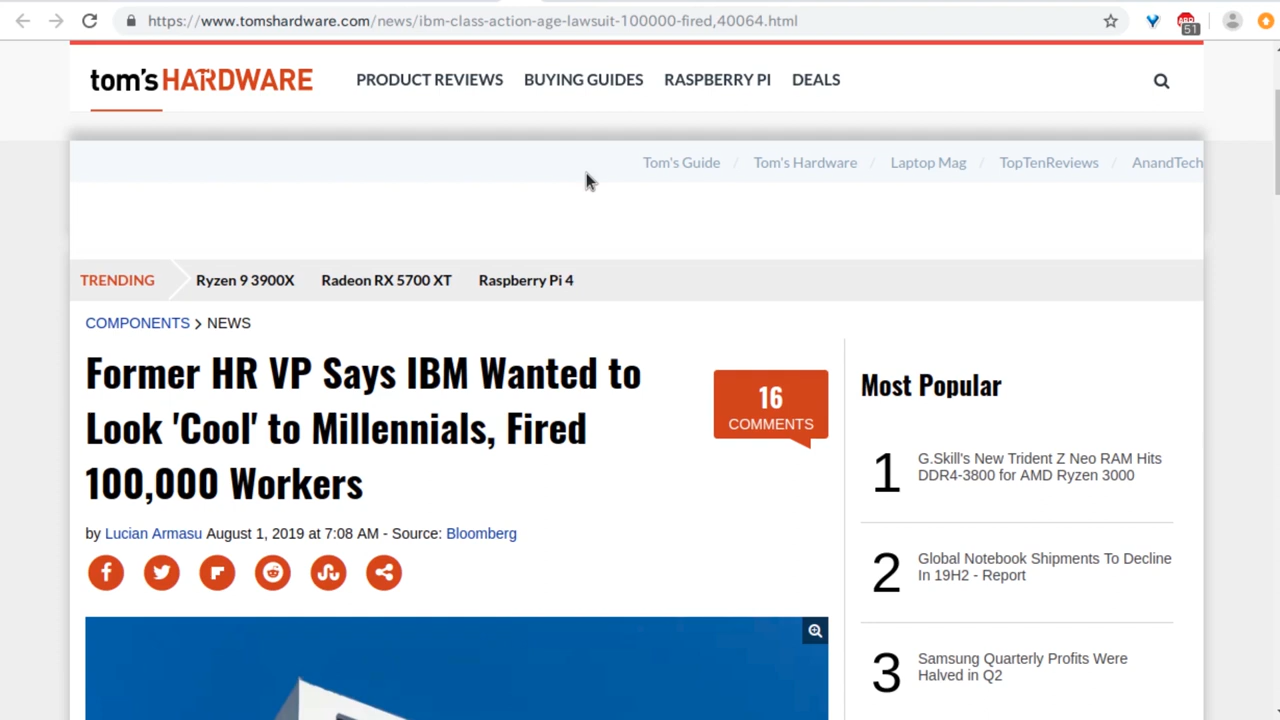 https://www.tomshardware.com/news/ibm-class-action-age-lawsuit-100000-fired,40064.html
51
tom's HARDWARE
PRODUCT REVIEWS BUYING GUIDES RASPBERRY PI DEALS
Tom's Guide / Tom's Hardware / Laptop Mag / TopTenReviews / AnandTech
TRENDING Ryzen 9 3900X Radeon RX 5700 XT Raspberry Pi 4
COMPONENTS > NEWS
Former HR VP Says IBM Wanted to
Look 'Cool' to Millennials, Fired
100,000 Workers
16
COMMENTS
by Lucian Armasu August 1, 2019 at 7:08 AM - Source: Bloomberg
Most Popular
1
G.Skill's New Trident Z Neo RAM Hits
DDR4-3800 for AMD Ryzen 3000
2
Global Notebook Shipments To Decline
In 19H2 - Report
3
Samsung Quarterly Profits Were
Halved in Q2